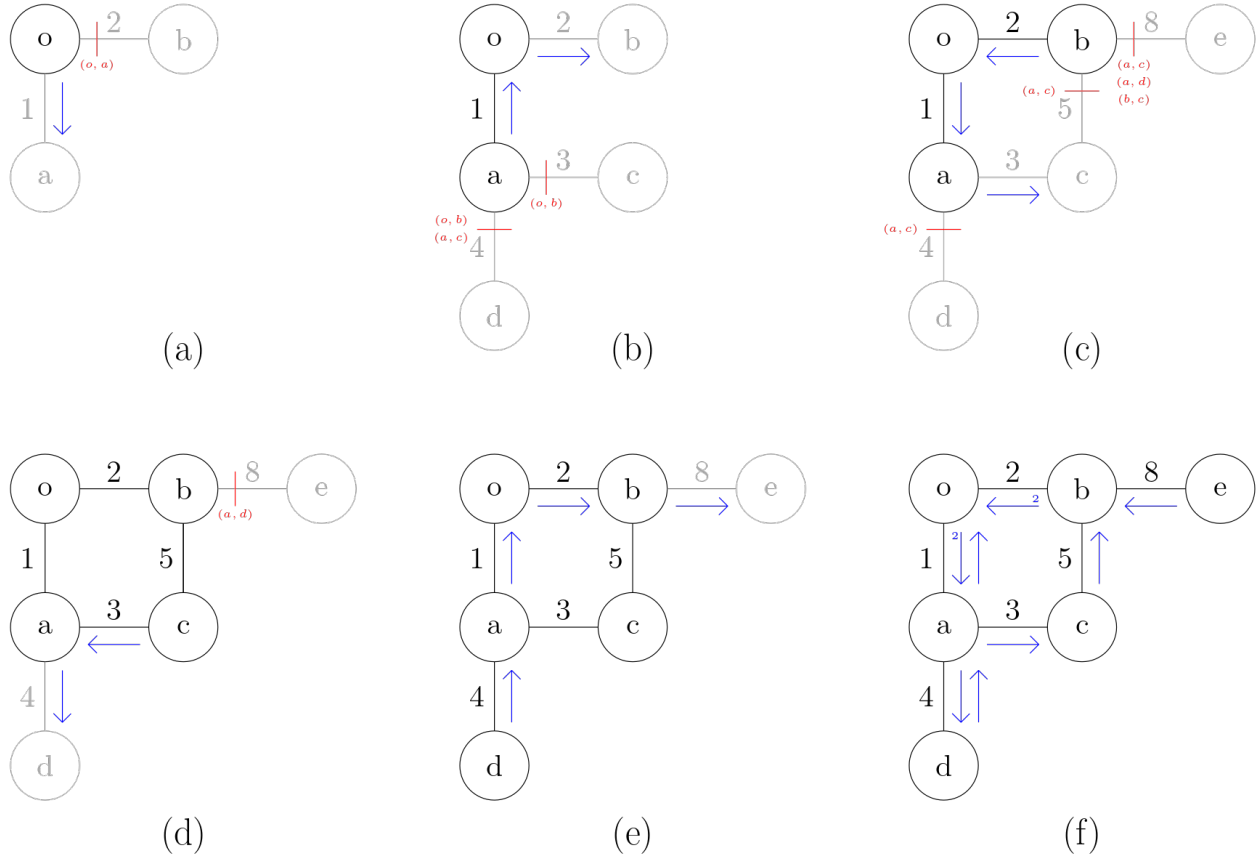 o 2 b
(o, a)
1
a
(a)
o 2 b
1
a 3 c
(o, b)
(o, b)
(a, c)
4
d
(b)
o 2 b 8 e
(a, c)
(a, d)
(b, c)
(a, c)
1 5
a 3 c
(a, c)
4
d
(c)
o 2 b 8 e
(a, d)
1 5
a 3 c
4
d
(d)
o 2 b 8 e
1 5
a 3 c
4
d
(e)
o 2 b 8 e
2
2
1 5
a 3 c
4
d
(f)